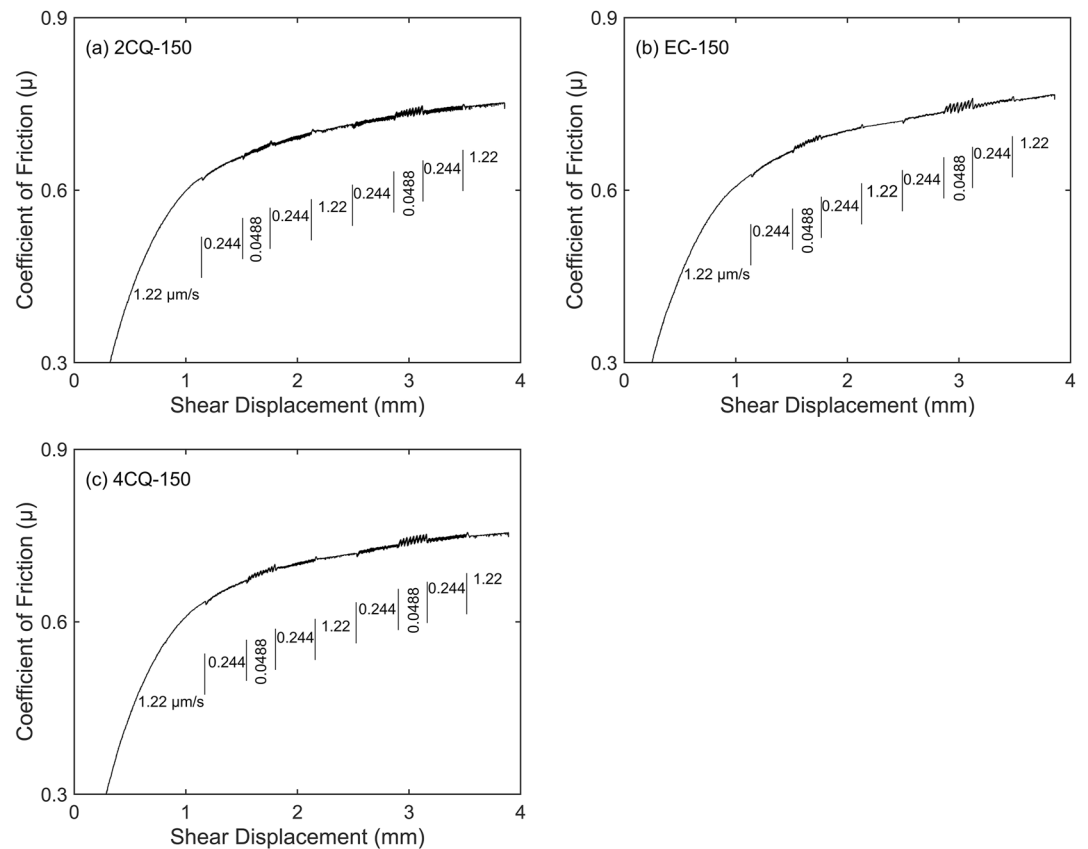 0.9
0.6
0.3
Coefficient of Friction (μ)
(a) 2CQ-150
1.22 μm/s
0.244
0.0488
0.244
1.22
0.244
0.0488
0.244
1.22
0 1 2 3 4
Shear Displacement (mm)
0.9
0.6
0.3
Coefficient of Friction (μ)
(b) EC-150
1.22 μm/s
0.244
0.0488
0.244
1.22
0.244
0.0488
0.244
1.22
0 1 2 3 4
Shear Displacement (mm)
0.9
0.6
0.3
Coefficient of Friction (μ)
(c) 4CQ-150
1.22 μm/s
0.244
0.0488
0.244
1.22
0.244
0.0488
0.244
1.22
0 1 2 3 4
Shear Displacement (mm)